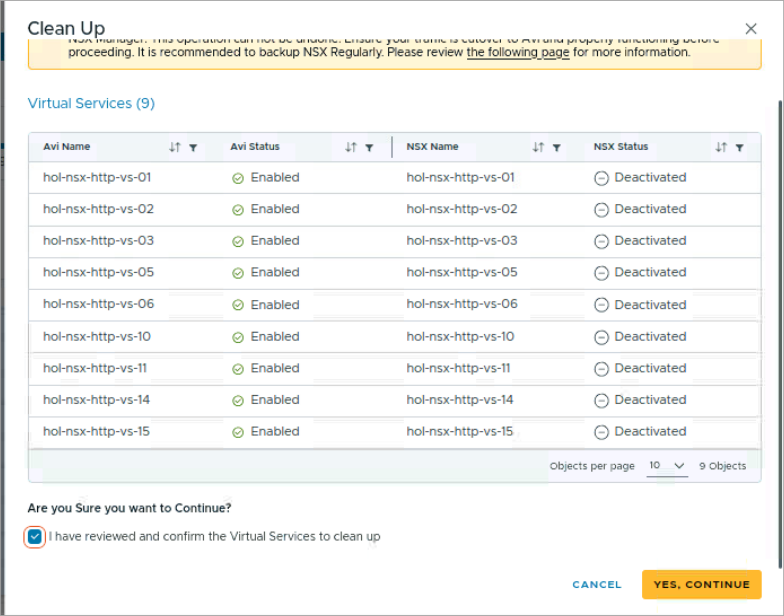 Clean Up
NSX Manager. This operation can not be undone. Ensure your traffic is cutover to Avi and properly functioning before
proceeding. It is recommended to backup NSX Regularly. Please review the following page for more information.
Virtual Services (9)
Avi Name Avi Status NSX Name NSX Status
hol-nsx-http-vs-01 Enabled hol-nsx-http-vs-01 Deactivated
hol-nsx-http-vs-02 Enabled hol-nsx-http-vs-02 Deactivated
hol-nsx-http-vs-03 Enabled hol-nsx-http-vs-03 Deactivated
hol-nsx-http-vs-05 Enabled hol-nsx-http-vs-05 Deactivated
hol-nsx-http-vs-06 Enabled hol-nsx-http-vs-06 Deactivated
hol-nsx-http-vs-10 Enabled hol-nsx-http-vs-10 Deactivated
hol-nsx-http-vs-11 Enabled hol-nsx-http-vs-11 Deactivated
hol-nsx-http-vs-14 Enabled hol-nsx-http-vs-14 Deactivated
hol-nsx-http-vs-15 Enabled hol-nsx-http-vs-15 Deactivated
Objects per page 10 9 Objects
Are you Sure you want to Continue?
I have reviewed and confirm the Virtual Services to clean up
CANCEL YES, CONTINUE